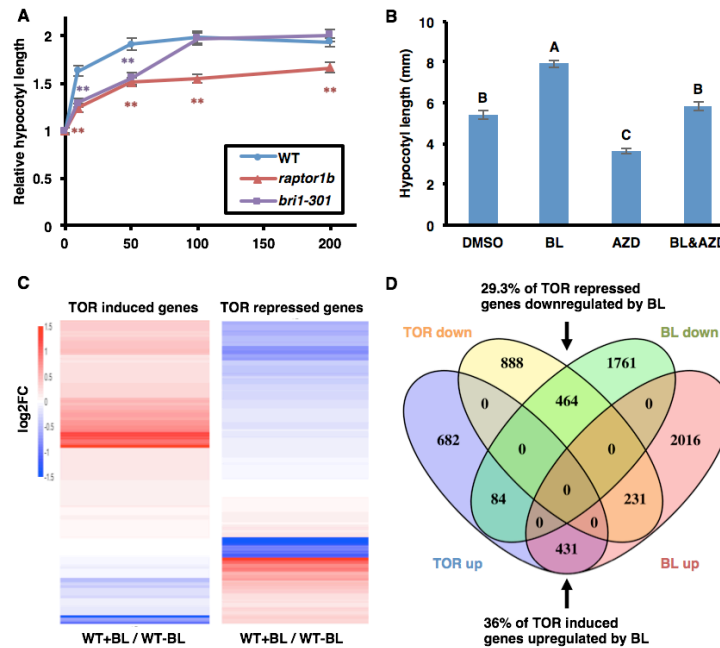 A
Relative hypocotyl length
2
1.5
1
0.5
0
**
**
**
**
**
**
WT
raptor1b
bri1-301
0
50
100
150
200
B
Hypocotyl length (mm)
10
8
6
4
2
0
B
A
C
B
DMSO
BL
AZD
BL&AZD
C
TOR induced genes
TOR repressed genes
log2FC
1.5
1.0
0.5
0
-0.5
-1.0
-1.5
WT+BL / WT-BL
WT+BL / WT-BL
D
29.3% of TOR repressed
genes downregulated by BL
TOR down
BL down
888
1761
464
0
0
682
2016
0
0
0
84
231
0
0
431
TOR up
BL up
36% of TOR induced
genes upregulated by BL